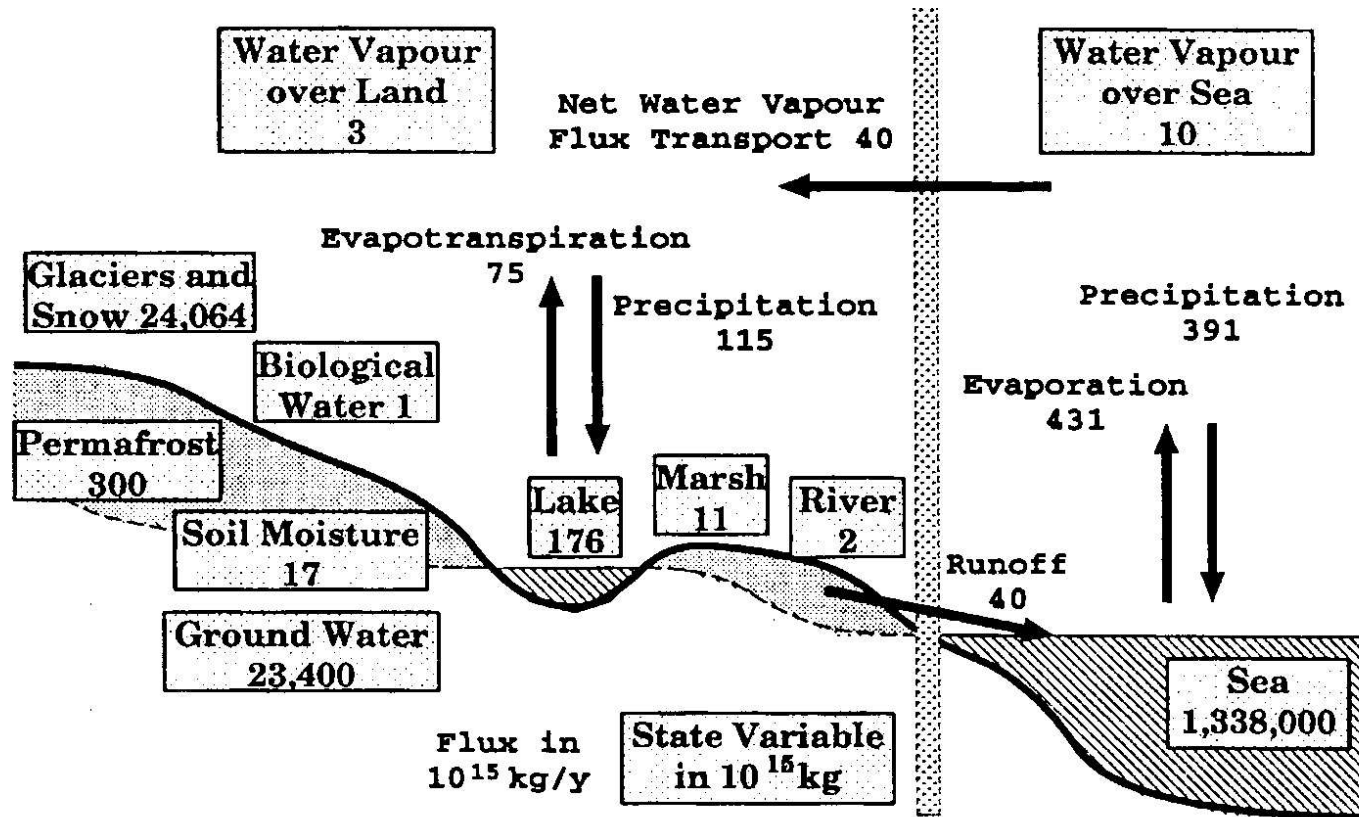 Water Vapour
over Land
3
Net Water Vapour
Flux Transport 40
Water Vapour
over Sea
10
Evapotranspiration
75
Precipitation
115
Glaciers and
Snow 24,064
Biological
Water 1
Permafrost
300
Soil Moisture
17
Ground Water
23,400
Lake
176
Marsh
11
River
2
Runoff
40
Precipitation
391
Evaporation
431
Sea
1,338,000
Flux in
10¹⁵ kg/y
State Variable
in 10¹⁵ kg